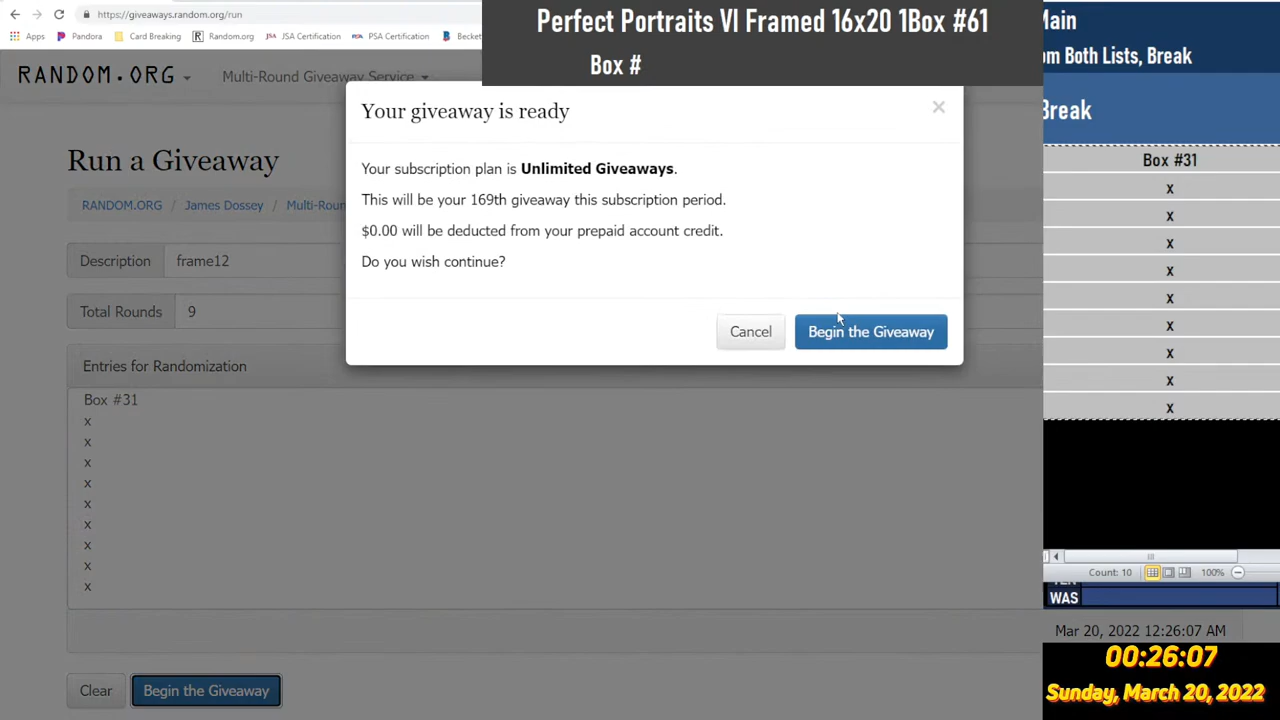 https://giveaways.random.org/run
Perfect Portraits VI Framed 16x20 1Box #61
Box #
Apps
Pandora
Card Breaking
Random.org
JSA Certification
PSA Certification
Beckett
RANDOM.ORG
Multi-Round Giveaway Service
Main
om Both Lists, Break
Break
Your giveaway is ready
×
Your subscription plan is Unlimited Giveaways.
This will be your 169th giveaway this subscription period.
$0.00 will be deducted from your prepaid account credit.
Do you wish continue?
Cancel
Begin the Giveaway
Run a Giveaway
RANDOM.ORG / James Dossey / Multi-Roun
Description
frame12
Total Rounds
9
Entries for Randomization
Box #31
x
x
x
x
x
x
x
x
x
Clear
Begin the Giveaway
Box #31
x
x
x
x
x
x
x
x
x
Count: 10
100%
WAS
Mar 20, 2022 12:26:07 AM
00:26:07
Sunday, March 20, 2022